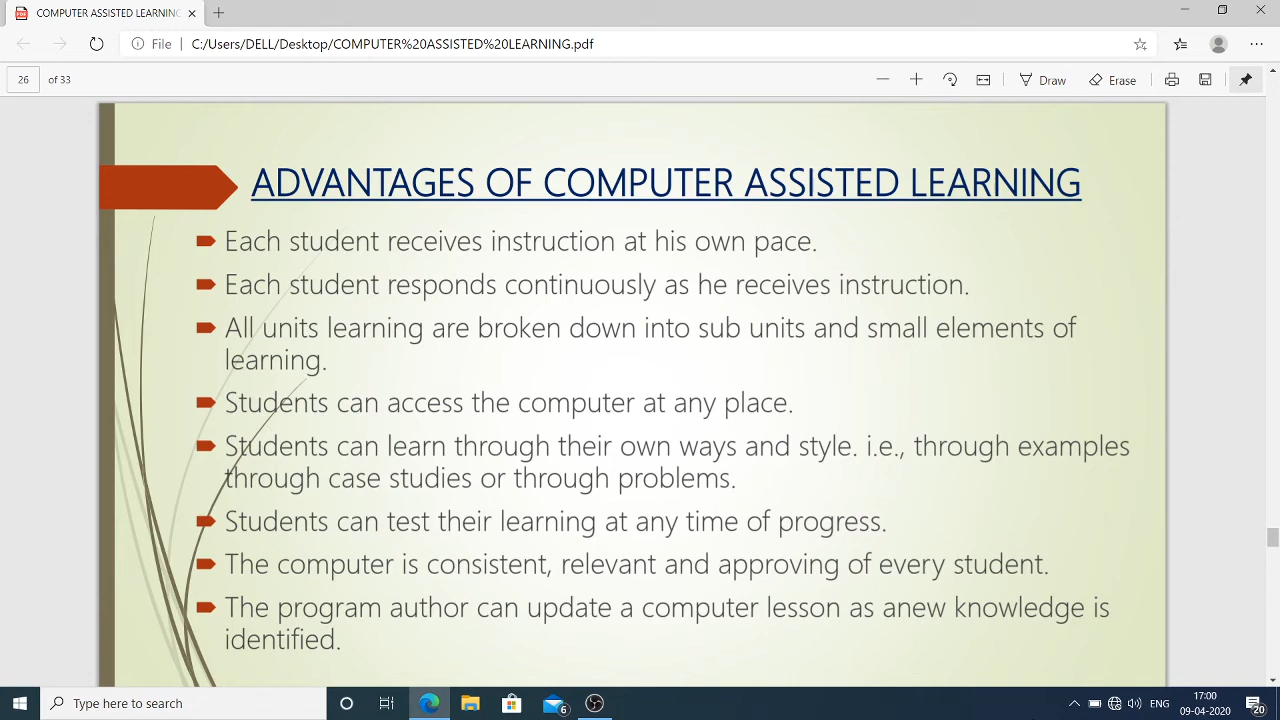 COMPUTER ASSISTED LEARNING
File C:/Users/DELL/Desktop/COMPUTER%20ASSISTED%20LEARNING.pdf
26 of 33 Draw Erase
ADVANTAGES OF COMPUTER ASSISTED LEARNING
Each student receives instruction at his own pace.
Each student responds continuously as he receives instruction.
All units learning are broken down into sub units and small elements of
learning.
Students can access the computer at any place.
Students can learn through their own ways and style. i.e., through examples
through case studies or through problems.
Students can test their learning at any time of progress.
The computer is consistent, relevant and approving of every student.
The program author can update a computer lesson as anew knowledge is
identified.
Type here to search 6 ENG 17:00 20
09-04-2020